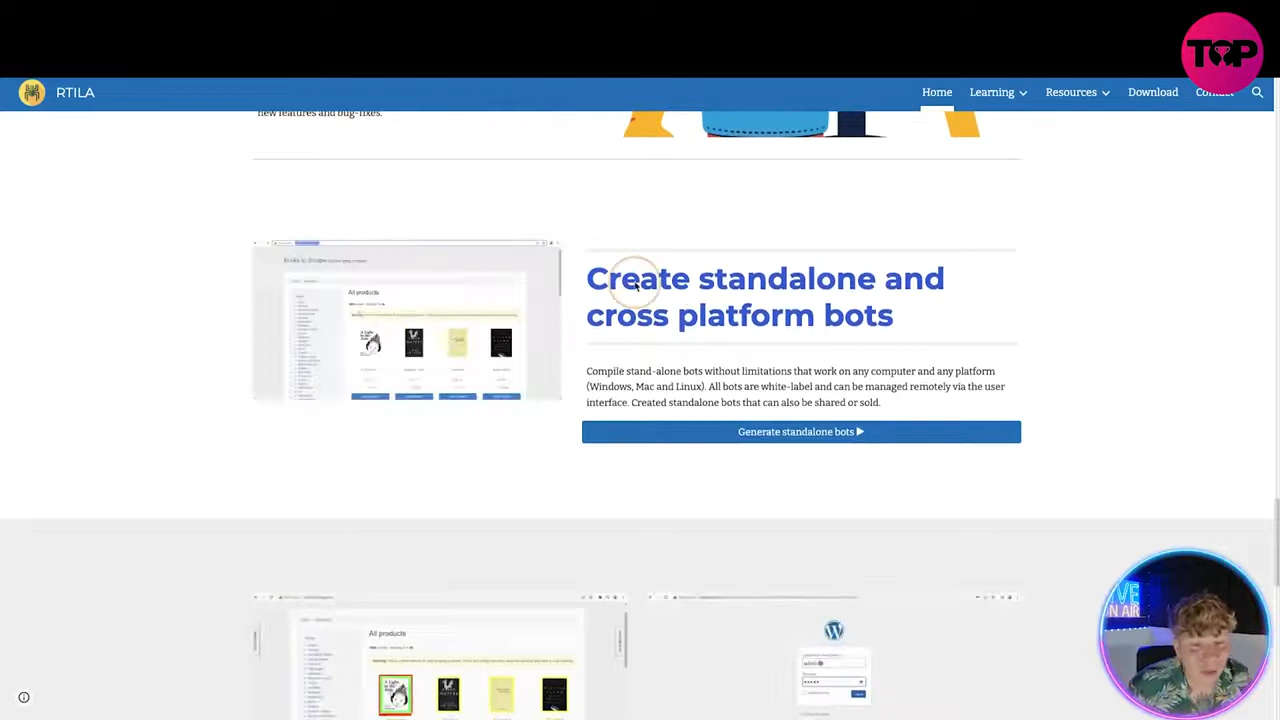 TOP
RTILA
Home Learning Resources Download Contact
new features and bug-fixes.
Create standalone and
cross platform bots
All products
Compile stand-alone bots without limitations that work on any computer and any platform
(Windows, Mac and Linux). All bots are white-label and can be managed remotely via the user
interface. Created standalone bots that can also be shared or sold.
Generate standalone bots ▶
All products
N AIR